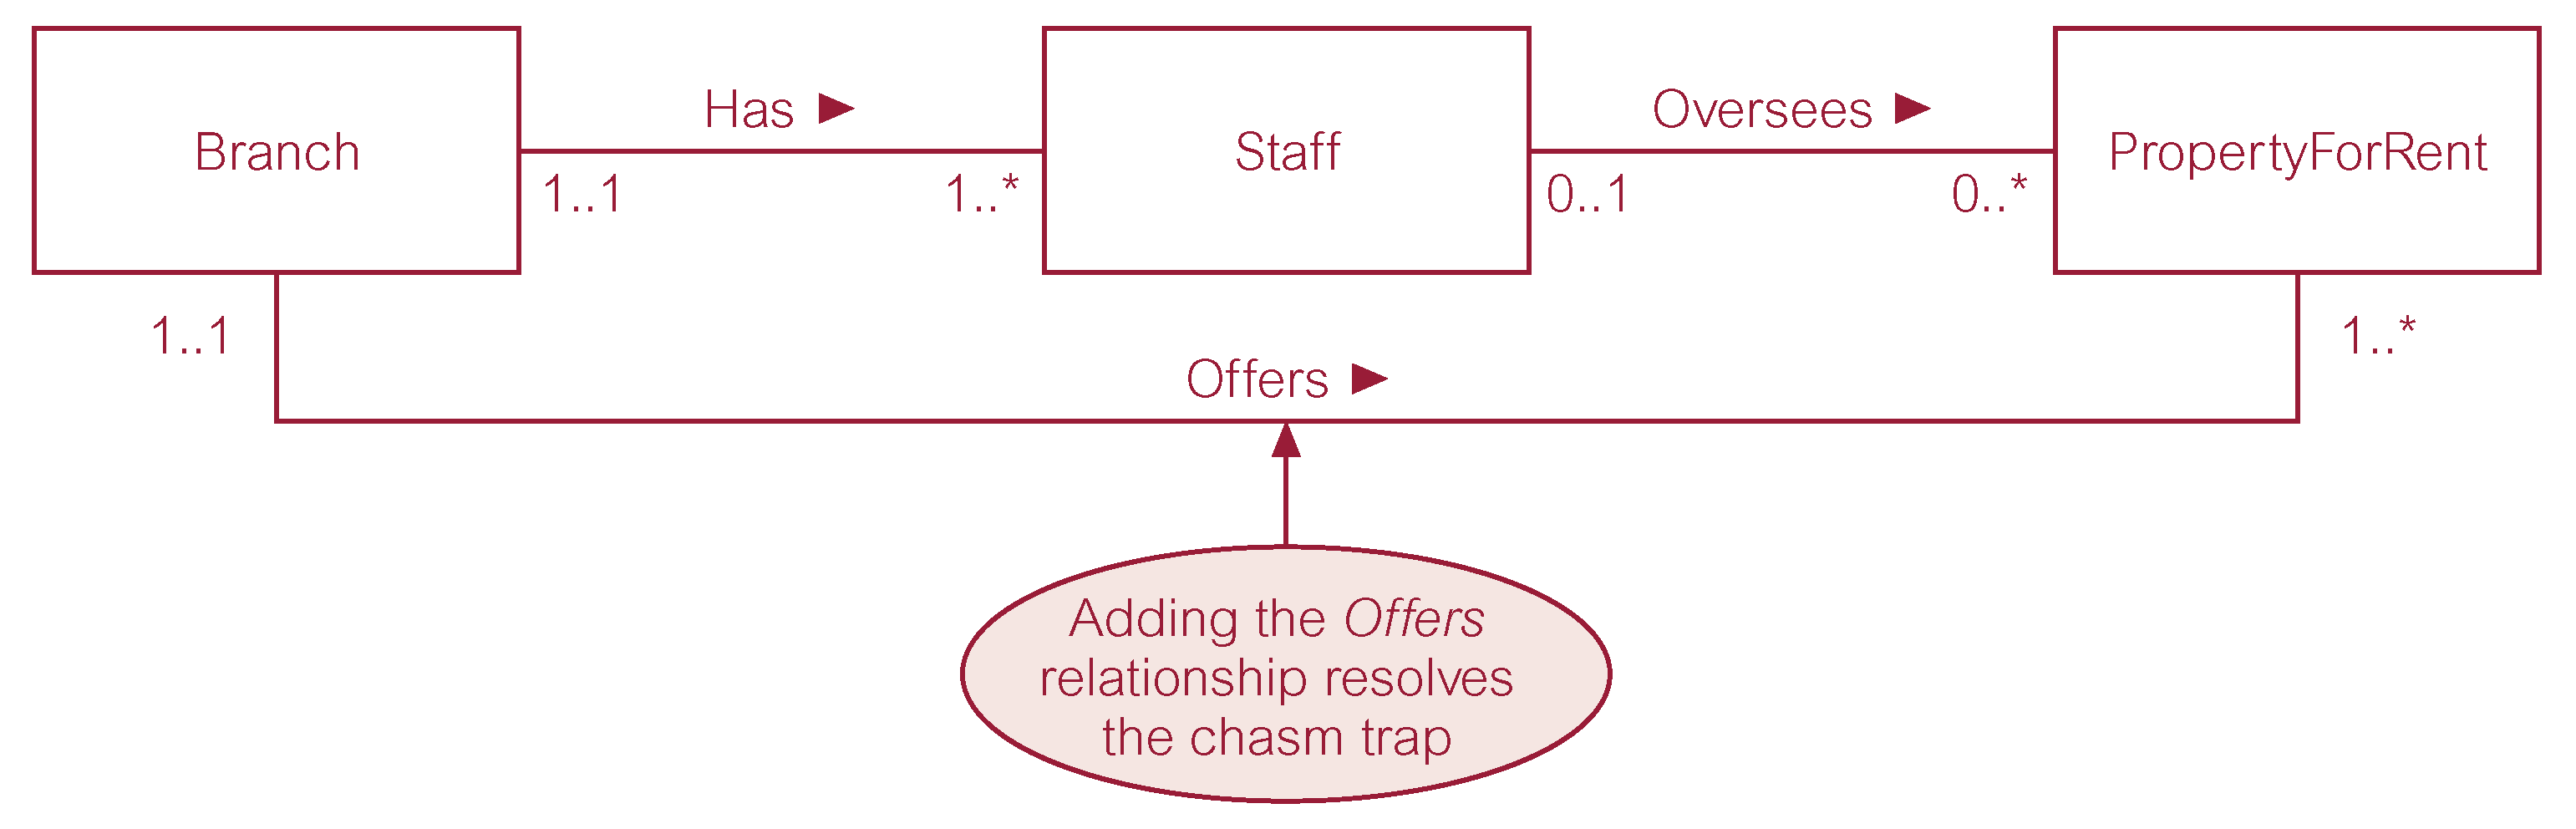 Branch
Has ►
1..1
1..*
Staff
Oversees ►
0..1
0..*
PropertyForRent
1..1
Offers ►
1..*
Adding the Offers
relationship resolves
the chasm trap